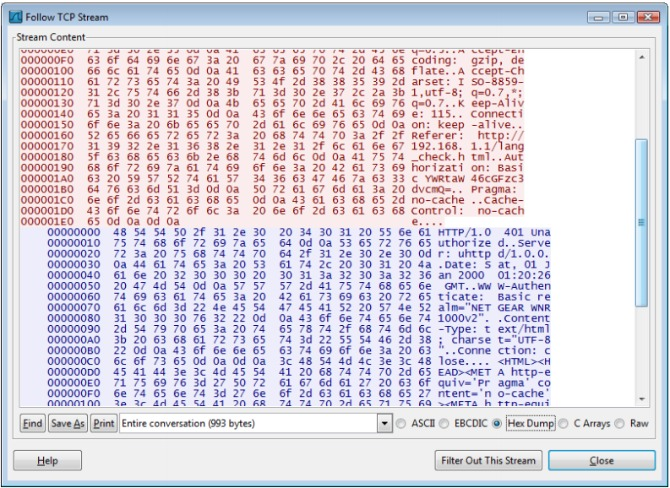 Follow TCP Stream
Stream Content
000000F0 63 6f 64 69 6e 67 3a 20 67 7a 69 70 2c 20 64 65 coding: gzip, de
00000100 66 6c 61 74 65 0d 0a 41 63 63 65 70 74 2d 43 68 flate..A ccept-Ch
00000110 61 72 73 65 74 3a 20 49 53 4f 2d 38 38 35 39 2d arset: I SO-8859-
00000120 31 2c 75 74 66 2d 38 3b 71 3d 30 2e 37 2c 2a 3b 1,utf-8; q=0.7,*;
00000130 71 3d 30 2e 37 0d 0a 4b 65 65 70 2d 41 6c 69 76 q=0.7..K eep-Aliv
00000140 65 3a 20 31 31 35 0d 0a 43 6f 6e 6e 65 63 74 69 e: 115.. Connecti
00000150 6f 6e 3a 20 6b 65 65 70 2d 61 6c 69 76 65 0d 0a on: keep -alive..
00000160 52 65 66 65 72 65 72 3a 20 68 74 74 70 3a 2f 2f Referer: http://
00000170 31 39 32 2e 31 36 38 2e 31 2e 31 2f 6c 61 6e 67 192.168. 1.1/lang
00000180 5f 63 68 65 63 6b 2e 68 74 6d 6c 0d 0a 41 75 74 _check.h tml..Aut
00000190 68 6f 72 69 7a 61 74 69 6f 6e 3a 20 42 61 73 69 horizati on: Basi
000001A0 63 20 59 57 52 74 61 57 34 36 63 47 46 7a 63 33 c YWRtaW 46cGFzc3
000001B0 64 76 63 6d 51 3d 0d 0a 50 72 61 67 6d 61 3a 20 dvcmQ=.. Pragma:
000001C0 6e 6f 2d 63 61 63 68 65 0d 0a 43 61 63 68 65 2d no-cache ..Cache-
000001D0 43 6f 6e 74 72 6f 6c 3a 20 6e 6f 2d 63 61 63 68 control: no-cach
000001E0 65 0d 0a 0d 0a e....
00000000 48 54 54 50 2f 31 2e 30 20 34 30 31 20 55 6e 61 HTTP/1.0 401 Una
00000010 75 74 68 6f 72 69 7a 65 64 0d 0a 53 65 72 76 65 uthorize d..Serve
00000020 72 3a 20 75 68 74 74 70 64 2f 31 2e 30 2e 30 0d r: uhttp d/1.0.0.
00000030 0a 44 61 74 65 3a 20 53 61 74 2c 20 30 31 20 4a .Date: S at, 01 J
00000040 61 6e 20 32 30 30 30 20 30 31 3a 32 30 3a 32 36 an 2000 01:20:26
00000050 20 47 4d 54 0d 0a 57 57 57 2d 41 75 74 68 65 6e GMT..WW W-Authen
00000060 74 69 63 61 74 65 3a 20 42 61 73 69 63 20 72 65 ticate: Basic re
00000070 61 6c 6d 3d 22 4e 45 54 47 45 41 52 20 57 4e 52 alm="NET GEAR WNR
00000080 31 30 30 30 76 32 22 0d 0a 43 6f 6e 74 65 6e 74 1000v2". .Content
00000090 2d 54 79 70 65 3a 20 74 65 78 74 2f 68 74 6d 6c -Type: t ext/html
000000A0 3b 20 63 68 61 72 73 65 74 3d 22 55 54 46 2d 38 ; charse t="UTF-8
000000B0 22 0d 0a 43 6f 6e 6e 65 63 74 69 6f 6e 3a 20 63 "..Conne ction: c
000000C0 6c 6f 73 65 0d 0a 0d 0a 3c 48 54 4d 4c 3e 3c 48 lose.... <HTML><H
000000D0 45 41 44 3e 3c 4d 45 54 41 20 68 74 74 70 2d 65 EAD><MET A http-e
000000E0 71 75 69 76 3d 27 50 72 61 67 6d 61 27 20 63 6f quiv='Pr agma' co
000000F0 6e 74 65 6e 74 3d 27 6e 6f 2d 63 61 63 68 65 27 ntent='n o-cache'
00000100 3e 3c 4d 45 54 41 20 68 74 74 70 2d 65 71 75 69 ><META h ttp-equi
Find Save As Print Entire conversation (993 bytes) ASCII EBCDIC Hex Dump C Arrays Raw
Help Filter Out This Stream Close